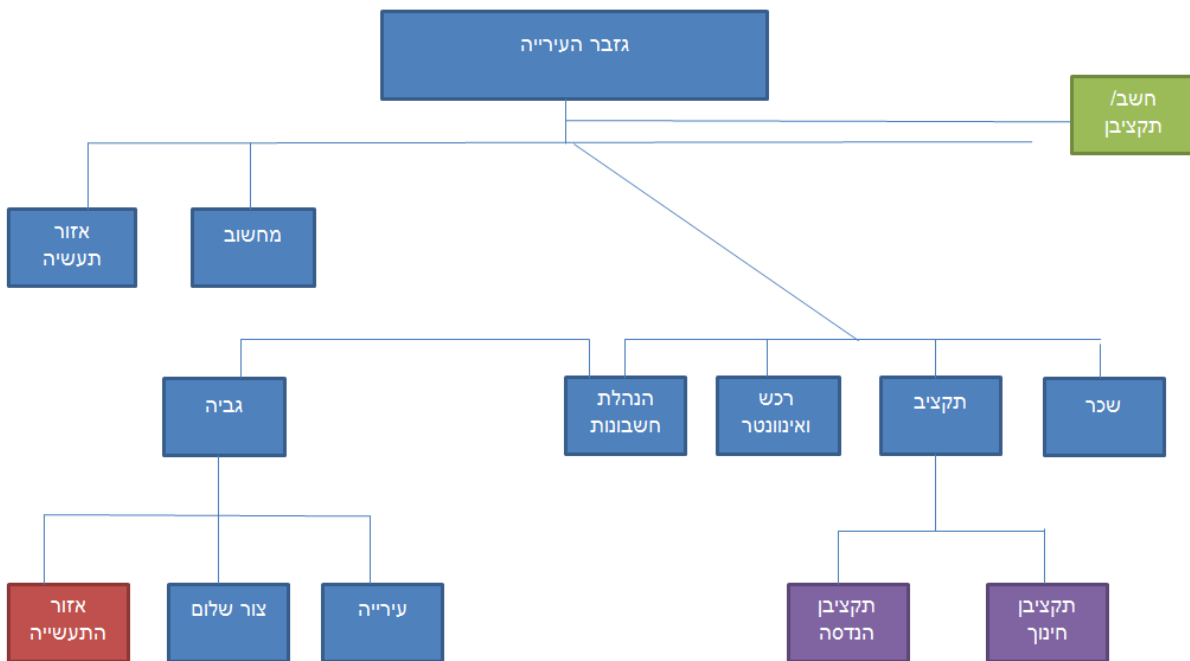 גזבר העירייה
חשב/
תקציבן
מחשוב
אזור
תעשיה
שכר
תקציב
רכש
ואינוונטר
הנהלת
חשבונות
גביה
תקציבן
חינוך
תקציבן
הנדסה
עירייה
צור שלום
אזור
התעשייה